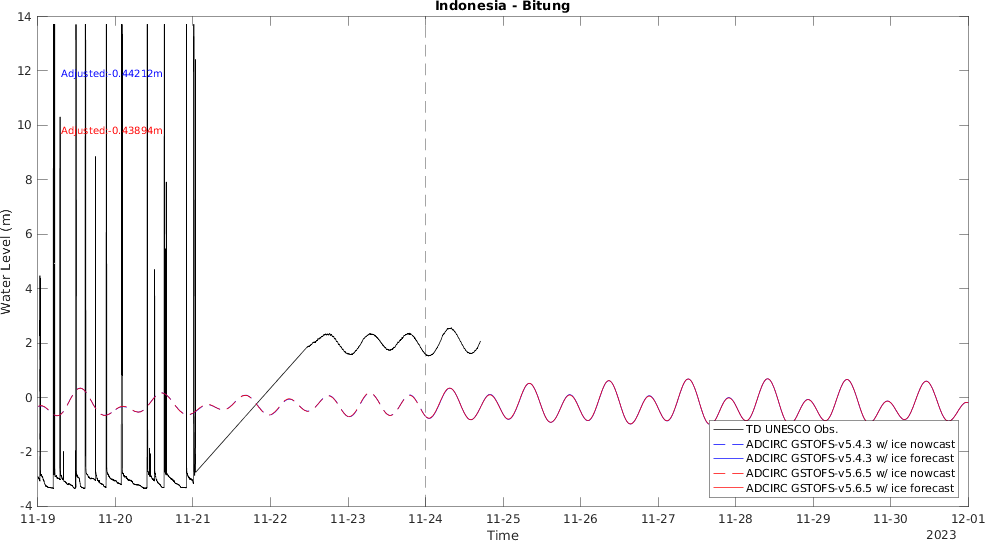 Indonesia - Bitung
14
12
10
8
6
4
2
0
-2
-4
Water Level (m)
Adjusted:-0.44212m
Adjusted:-0.43894m
TD UNESCO Obs.
ADCIRC GSTOFS-v5.4.3 w/ ice nowcast
ADCIRC GSTOFS-v5.4.3 w/ ice forecast
ADCIRC GSTOFS-v5.6.5 w/ ice nowcast
ADCIRC GSTOFS-v5.6.5 w/ ice forecast
11-19 11-20 11-21 11-22 11-23 11-24 11-25 11-26 11-27 11-28 11-29 11-30 12-01
Time
2023